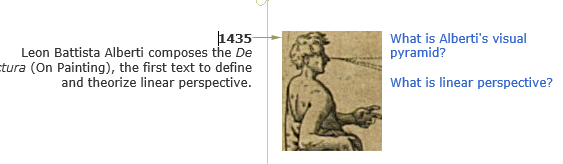 1435
Leon Battista Alberti composes the De
ctura (On Painting), the first text to define
and theorize linear perspective.
What is Alberti's visual
pyramid?
What is linear perspective?